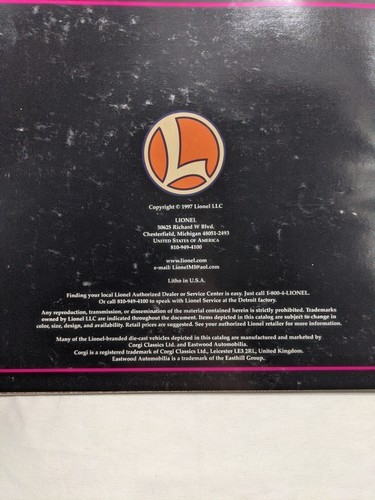 L
Copyright © 1997 Lionel LLC
LIONEL
50625 Richard W Blvd.
Chesterfield, Michigan 48051-2493
UNITED STATES OF AMERICA
810-949-4100
www.lionel.com
e-mail: LionelMI@aol.com
Litho in U.S.A.
Finding your local Lionel Authorized Dealer or Service Center is easy. Just call 1-800-4-LIONEL.
Or call 810-949-4100 to speak with Lionel Service at the Detroit factory.
Any reproduction, transmission, or dissemination of the material contained herein is strictly prohibited. Trademarks
owned by Lionel LLC are indicated throughout the document. Items depicted in this catalog are subject to change in
color, size, design, and availability. Retail prices are suggested. See your authorized Lionel retailer for more information.
Many of the Lionel-branded die-cast vehicles depicted in this catalog are manufactured and marketed by
Corgi Classics Ltd. and Eastwood Automobilia.
Corgi is a registered trademark of Corgi Classics Ltd., Leicester LE3 2RL, United Kingdom.
Eastwood Automobilia is a trademark of the Easthill Group.